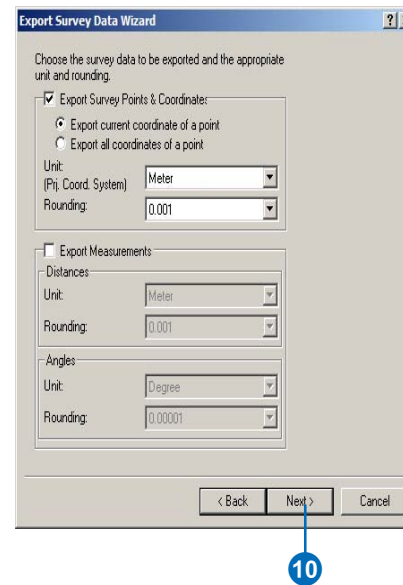 Export Survey Data Wizard
?
Choose the survey data to be exported and the appropriate
unit and rounding.
Export Survey Points & Coordinates
Export current coordinate of a point
Export all coordinates of a point
Unit:
(Prj. Coord. System)
Meter
Rounding:
0.001
Export Measurements
Distances
Unit:
Meter
Rounding:
0.001
Angles
Unit:
Degree
Rounding:
0.00001
< Back
Next >
Cancel
10